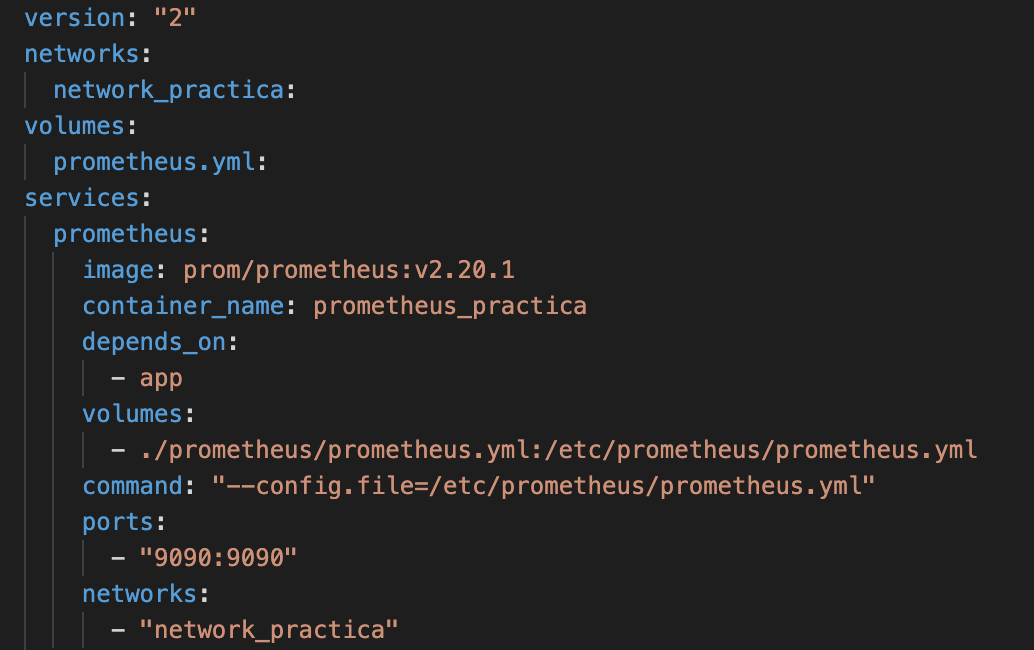 version: "2"
networks:
  network_practica:
volumes:
  prometheus.yml:
services:
  prometheus:
    image: prom/prometheus:v2.20.1
    container_name: prometheus_practica
    depends_on:
      - app
    volumes:
      - ./prometheus/prometheus.yml:/etc/prometheus/prometheus.yml
    command: "--config.file=/etc/prometheus/prometheus.yml"
    ports:
      - "9090:9090"
    networks:
      - "network_practica"